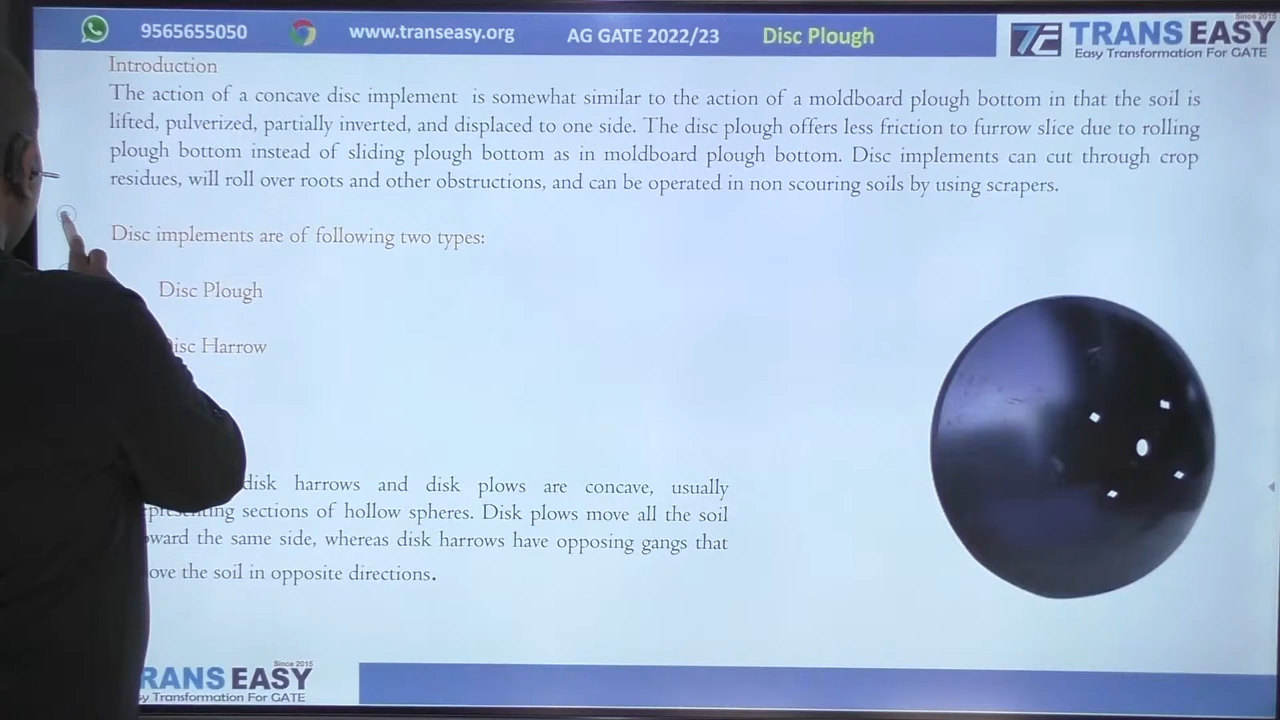 9565655050 www.transeasy.org AG GATE 2022/23 Disc Plough
Since 2015
TRANS EASY
Easy Transformation For GATE
Introduction
The action of a concave disc implement is somewhat similar to the action of a moldboard plough bottom in that the soil is
lifted, pulverized, partially inverted, and displaced to one side. The disc plough offers less friction to furrow slice due to rolling
plough bottom instead of sliding plough bottom as in moldboard plough bottom. Disc implements can cut through crop
residues, will roll over roots and other obstructions, and can be operated in non scouring soils by using scrapers.
Disc implements are of following two types:
Disc Plough
isc Harrow
disk harrows and disk plows are concave, usually
presenting sections of hollow spheres. Disk plows move all the soil
ward the same side, whereas disk harrows have opposing gangs that
ove the soil in opposite directions.
Since 2015
RANS EASY
y Transformation For GATE